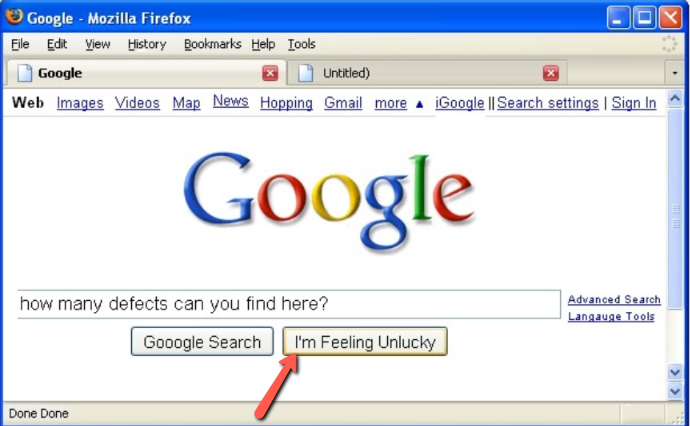 Google - Mozilla Firefox
File Edit View History Bookmarks Help Tools
Google Untitled)
Web Images Videos Map News Hopping Gmail more ▲ iGoogle || Search settings | Sign In
Google
how many defects can you find here?
Advanced Search
Langauge Tools
Gooogle Search I'm Feeling Unlucky
Done Done